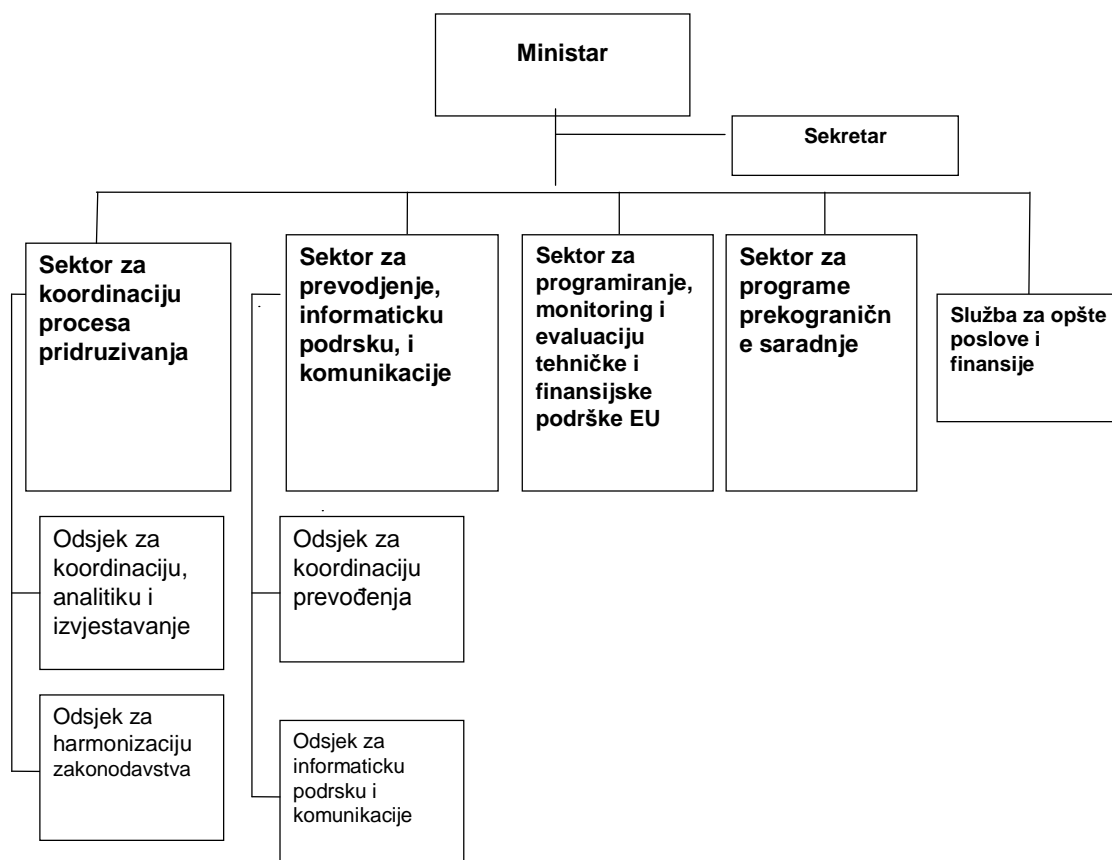 Ministar
Sekretar
Sektor za
koordinaciju
procesa
pridruzivanja
Sektor za
prevodjenje,
informaticku
podrsku, i
komunikacije
Sektor za
programiranje,
monitoring i
evaluaciju
tehničke i
finansijske
podrške EU
Sektor za
programe
prekograničn
e saradnje
Služba za opšte
poslove i
finansije
Odsjek za
koordinaciju,
analitiku i
izvjestavanje
Odsjek za
koordinaciju
prevođenja
Odsjek za
harmonizaciju
zakonodavstva
Odsjek za
informaticku
podrsku i
komunikacije